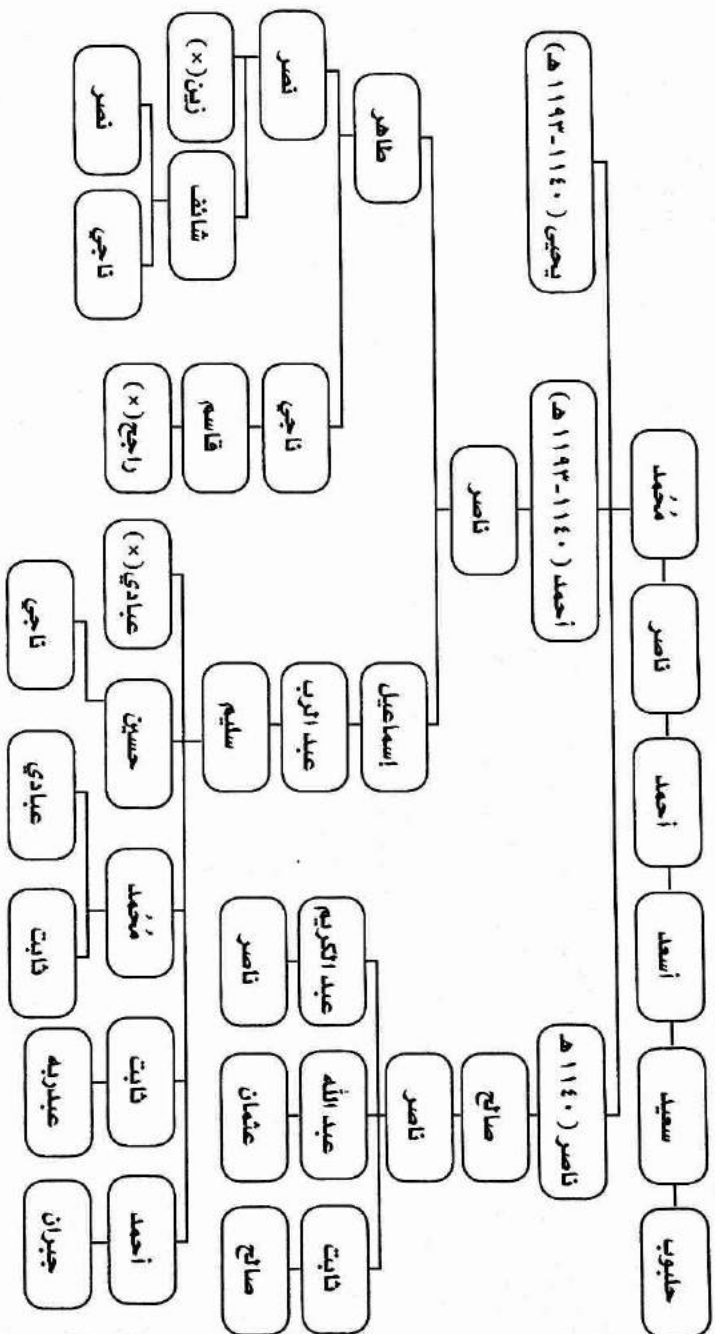 حلبوب
سعيد
أسعد
أحمد
ناصر
مُحمد
ناصر (١١٤٠ هـ
أحمد (١١٤٠-١١٩٣ هـ)
يحيى (١١٤٠-١١٩٣ هـ)
صالح
ناصر
ناصر
إسماعيل
طاهر
ثابت
عبد الله
عبد الكريم
عبد الرب
ناجي
نصر
صالح
عثمان
ناصر
سليم
قاسم
شائف
زين (×)
أحمد
ثابت
مُحمد
حسين
عبادي (×)
راجح (×)
ناجي
نصر
جبران
عبدربه
ثابت
عبادي
ناجي